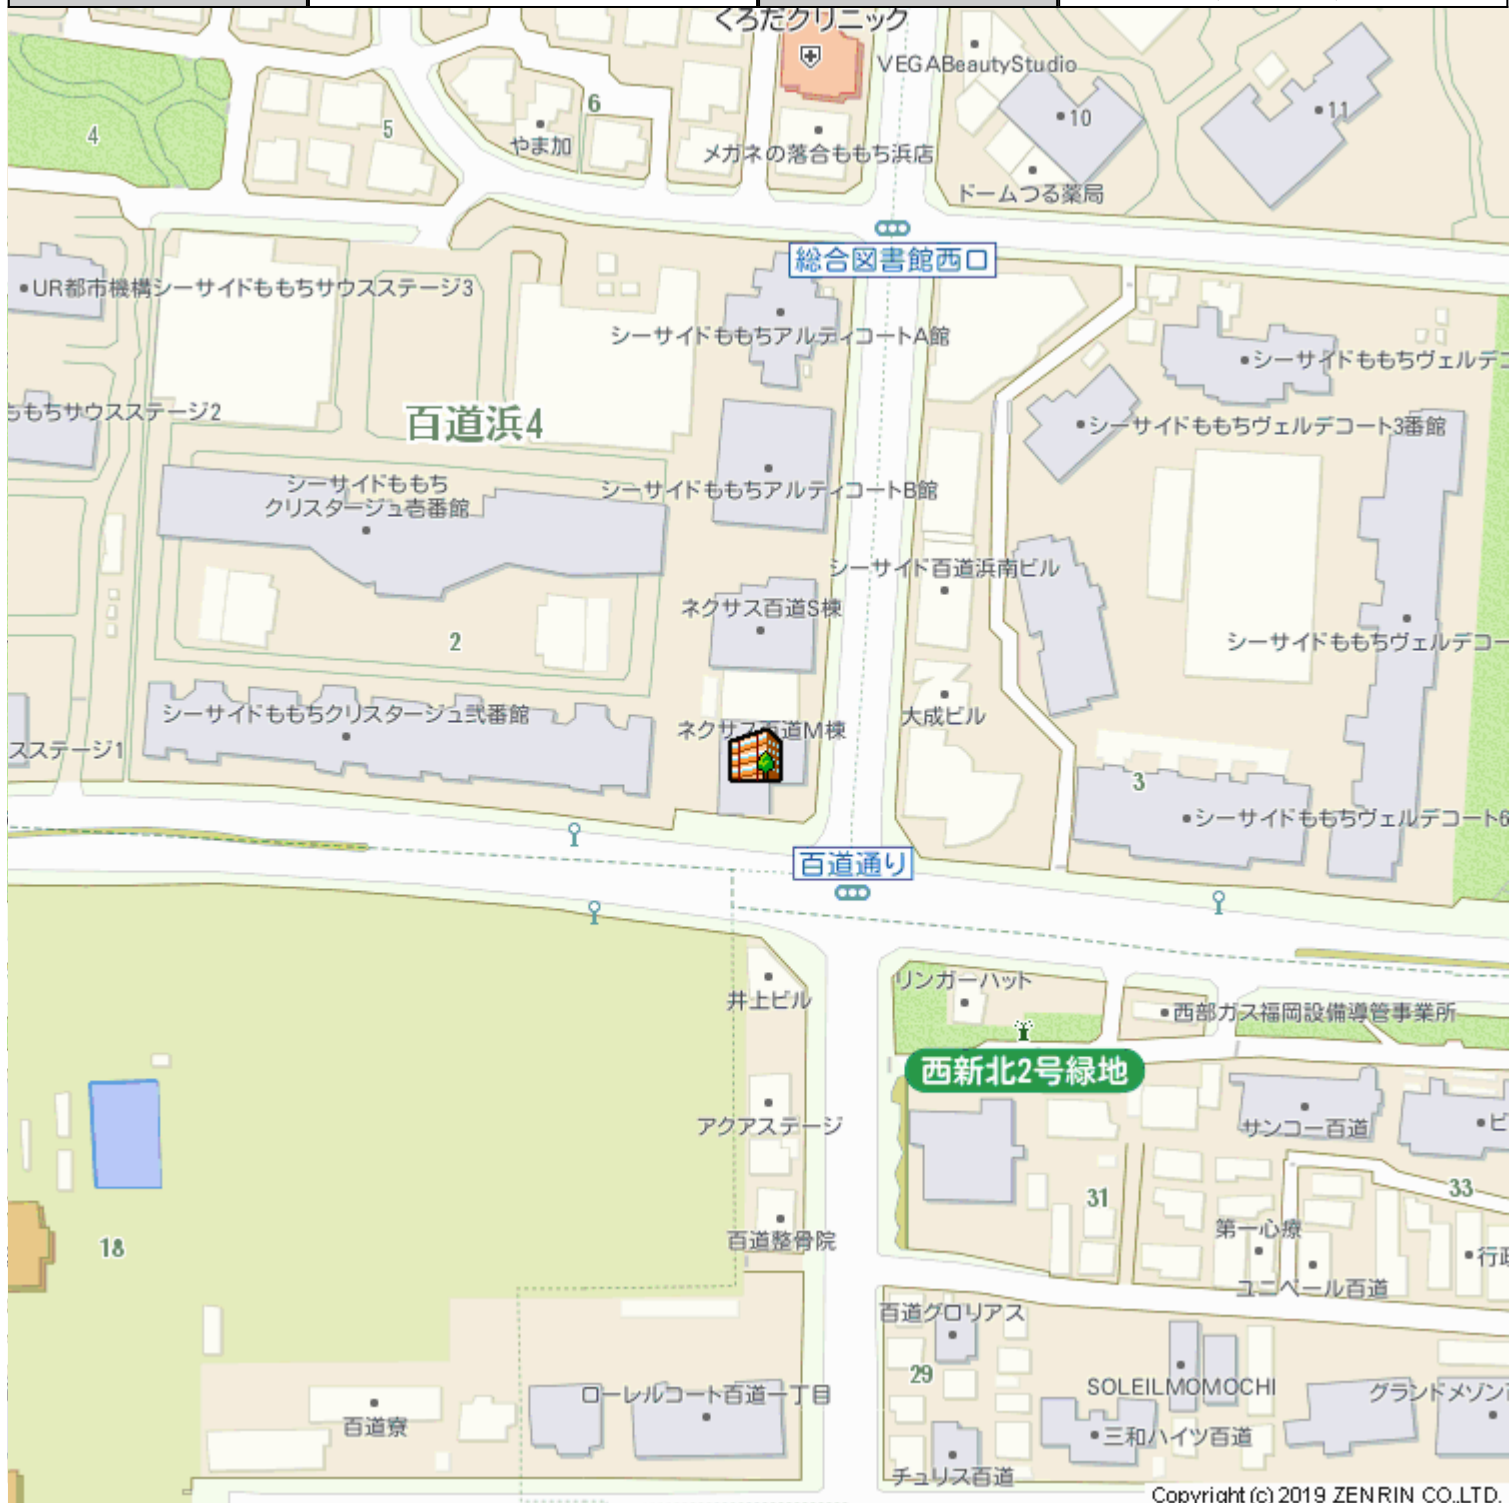 くろだクリニック
VEGABeautyStudio
6
5
4
10
11
やま加
メガネの落合ももち浜店
ドームつる薬局
総合図書館西口
UR都市機構シーサイドももちサウスステージ3
シーサイドももちアルティコートA館
シーサイドももちヴェルデコ
ももちサウスステージ2
百道浜4
シーサイドももちヴェルデコート3番館
シーサイドももち
クリスタージュ壱番館
シーサイドももちアルティコートB館
シーサイド百道浜南ビル
ネクサス百道S棟
2
シーサイドももちヴェルデコー
シーサイドももちクリスタージュ弐番館
大成ビル
ネクサス百道M棟
スステージ1
3
シーサイドももちヴェルデコート6
百道通り
リンガーハット
井上ビル
西部ガス福岡設備導管事業所
西新北2号緑地
アクアステージ
サンコー百道
ビ
31
33
第一心療
百道整骨院
18
行政
ユニベール百道
百道グロリアス
29
SOLEILMOMOCHI
ローレルコート百道一丁目
グランドメゾン
百道寮
三和ハイツ百道
チュリス百道
Copyright (c) 2019 ZENRIN CO.,LTD.